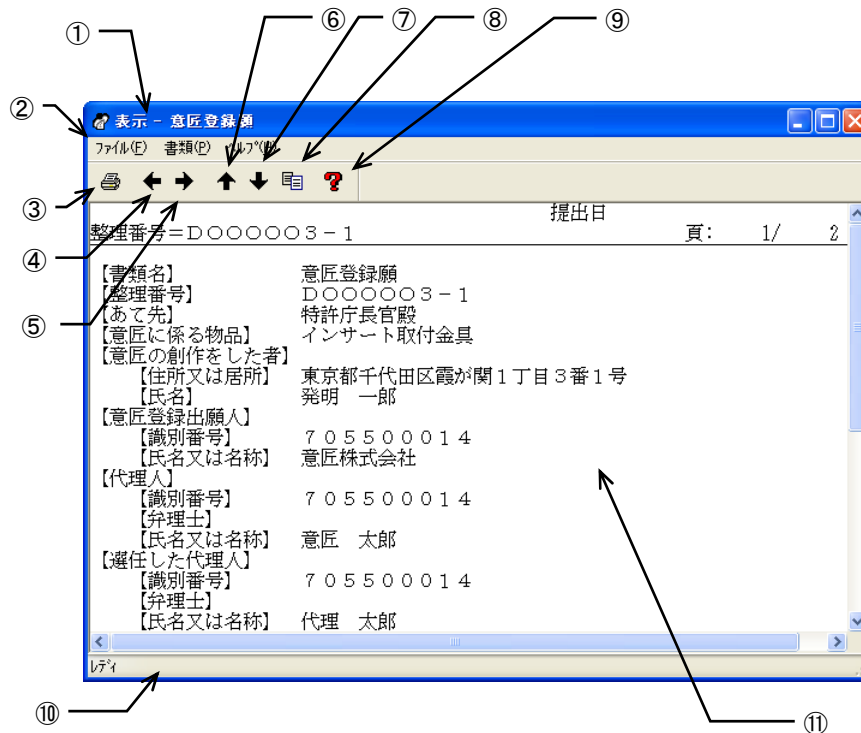 ⑥ ⑦ ⑧ ⑨
①
②
表示 - 意匠登録願
ファイル(F) 書類(P) ヘルプ(H)
③
④
⑤
提出日
整理番号=D000003-1 頁: 1/ 2
【書類名】 意匠登録願
【整理番号】 D000003-1
【あて先】 特許庁長官殿
【意匠に係る物品】 インサート取付金具
【意匠の創作をした者】
【住所又は居所】 東京都千代田区霞が関1丁目3番1号
【氏名】 発明 一郎
【意匠登録出願人】
【識別番号】 705500014
【氏名又は名称】 意匠株式会社
【代理人】
【識別番号】 705500014
【弁理士】
【氏名又は名称】 意匠 太郎
【選任した代理人】
【識別番号】 705500014
【弁理士】
【氏名又は名称】 代理 太郎
レディ
⑩
⑪